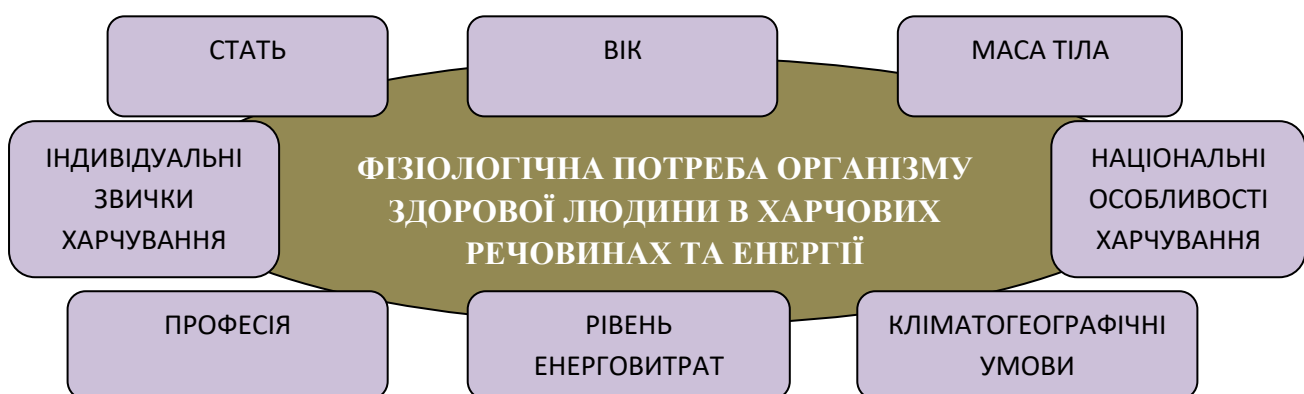 СТАТЬ
ВІК
МАСА ТІЛА
ІНДИВІДУАЛЬНІ
ЗВИЧКИ
ХАРЧУВАННЯ
ФІЗІОЛОГІЧНА ПОТРЕБА ОРГАНІЗМУ
ЗДОРОВОЇ ЛЮДИНИ В ХАРЧОВИХ
РЕЧОВИНАХ ТА ЕНЕРГІЇ
НАЦІОНАЛЬНІ
ОСОБЛИВОСТІ
ХАРЧУВАННЯ
ПРОФЕСІЯ
РІВЕНЬ
ЕНЕРГОВИТРАТ
КЛІМАТОГЕОГРАФІЧНІ
УМОВИ